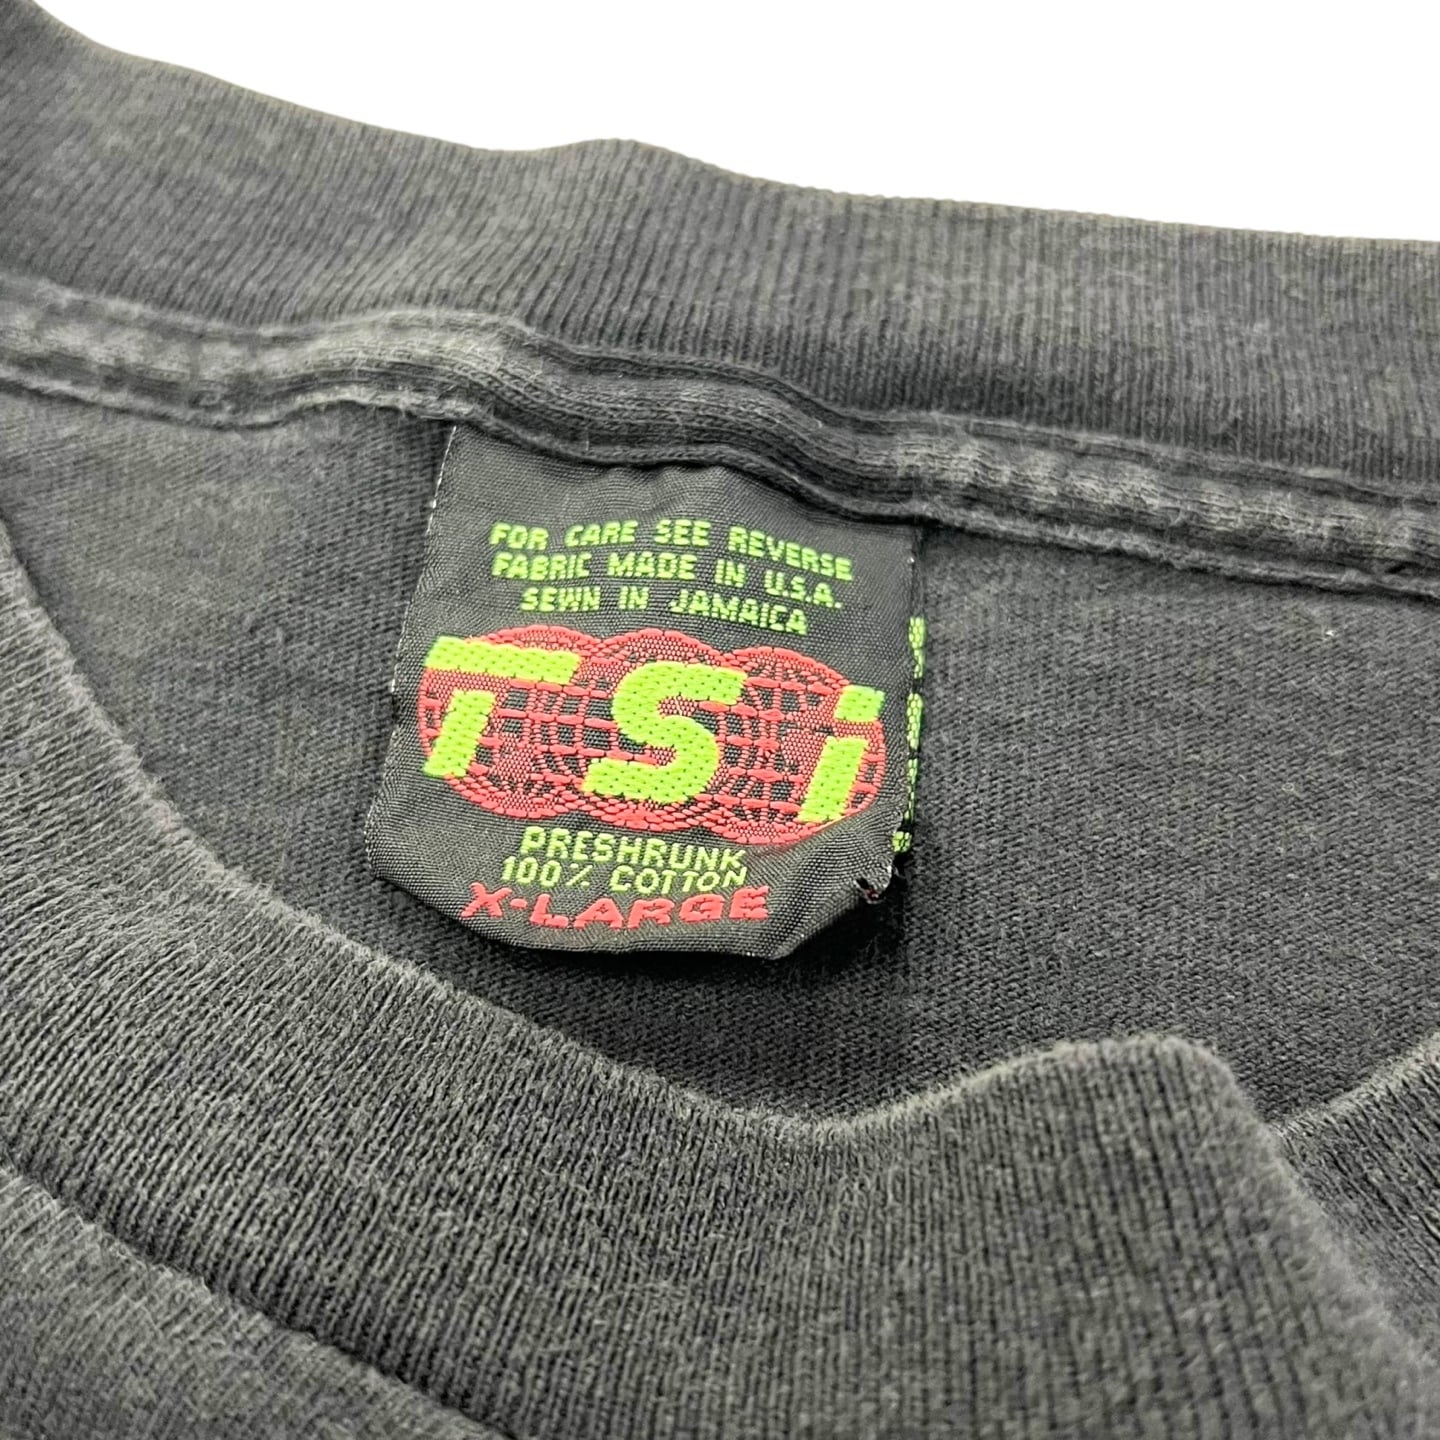 FOR CARE SEE REVERSE
FABRIC MADE IN U.S.A.
SEWN IN JAMAICA
TSi
PRESHRUNK
100% COTTON
X-LARGE